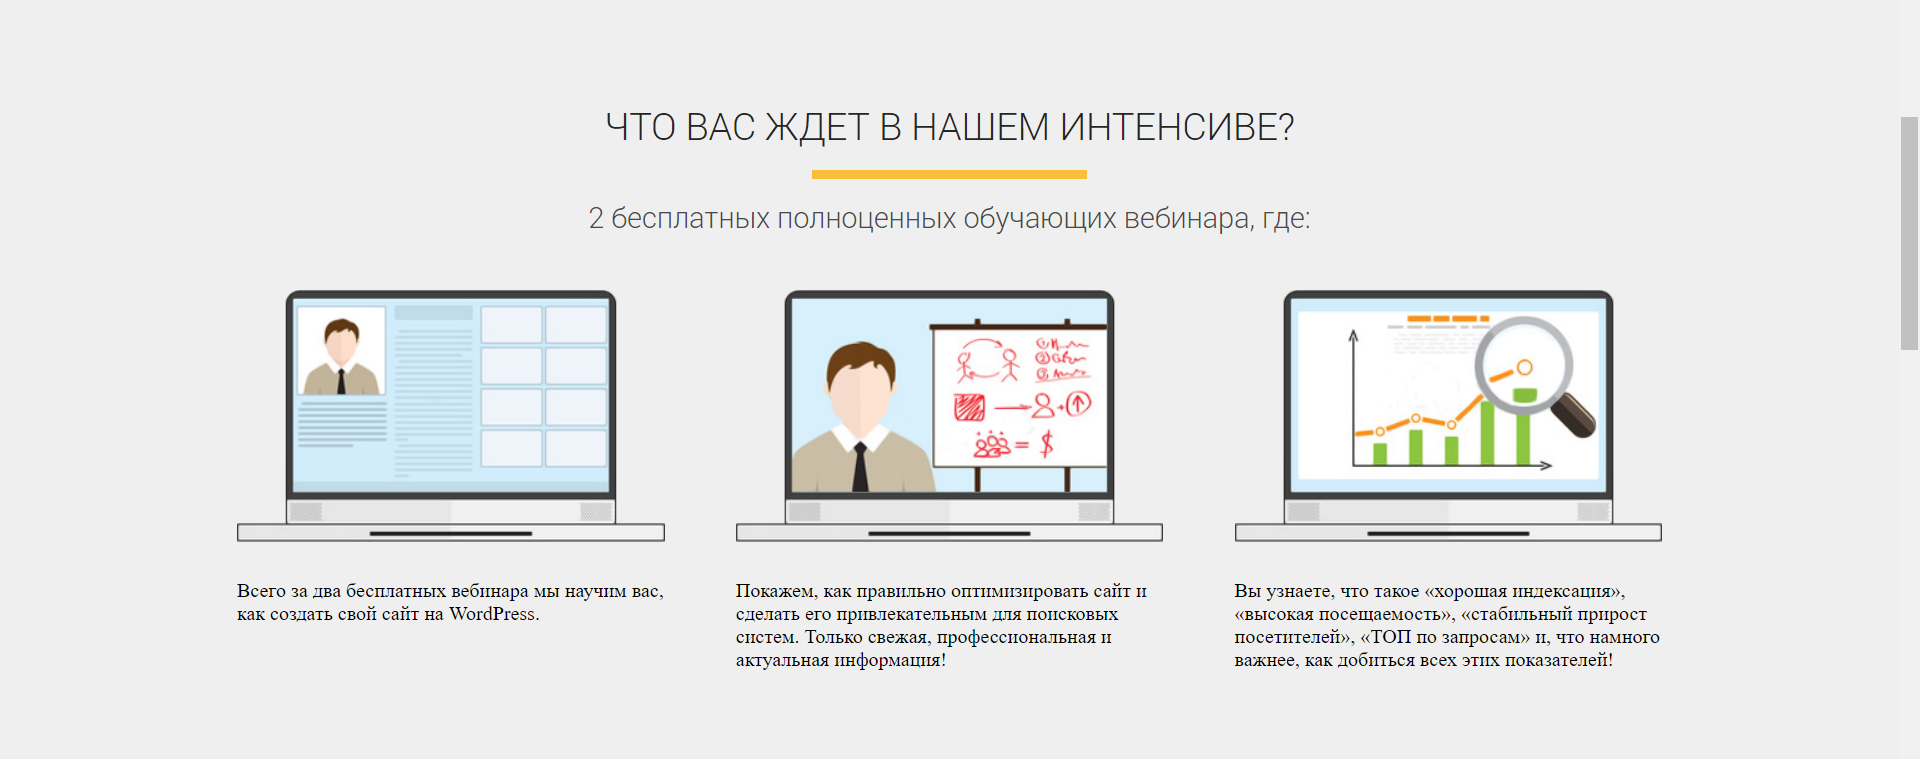 ЧТО ВАС ЖДЕТ В НАШЕМ ИНТЕНСИВЕ?
2 бесплатных полноценных обучающих вебинара, где:
Всего за два бесплатных вебинара мы научим вас,
как создать свой сайт на WordPress.
Покажем, как правильно оптимизировать сайт и
сделать его привлекательным для поисковых
систем. Только свежая, профессиональная и
актуальная информация!
Вы узнаете, что такое «хорошая индексация»,
«высокая посещаемость», «стабильный прирост
посетителей», «ТОП по запросам» и, что намного
важнее, как добиться всех этих показателей!